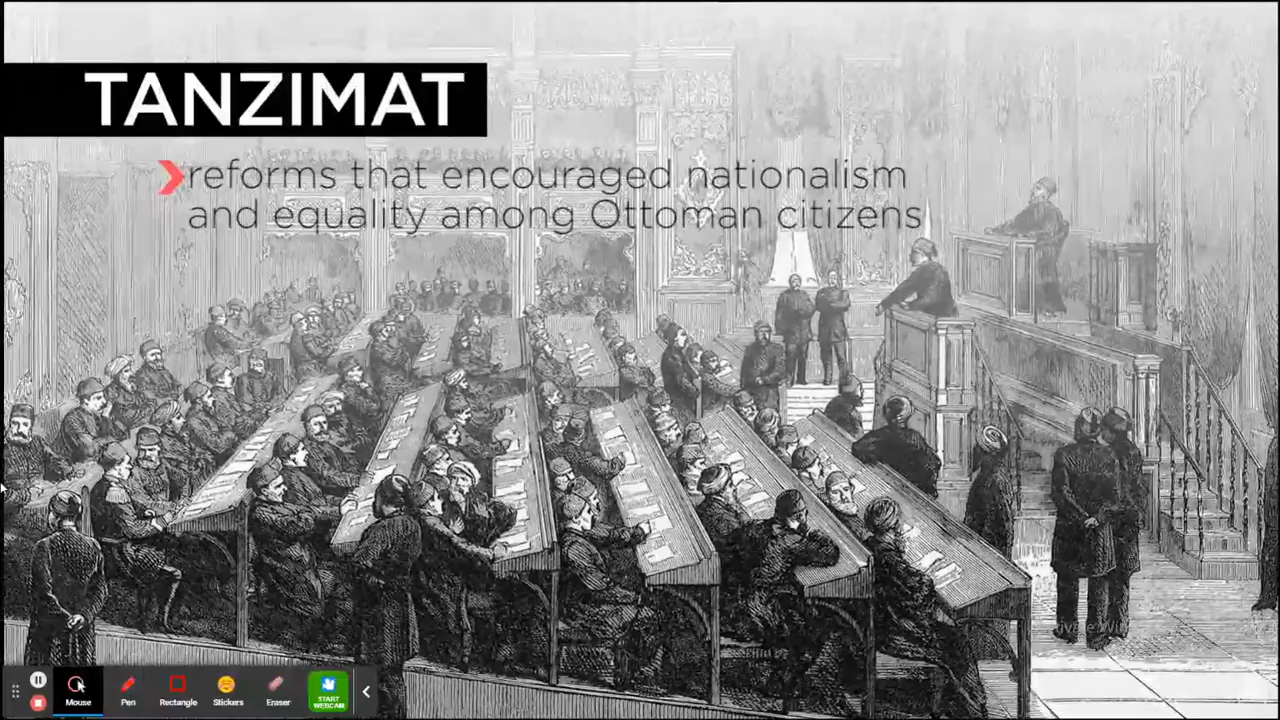 TANZIMAT
reforms that encouraged nationalism
and equality among Ottoman citizens
Mouse
Pen
Rectangle
Stickers
Eraser
START
WEBCAM